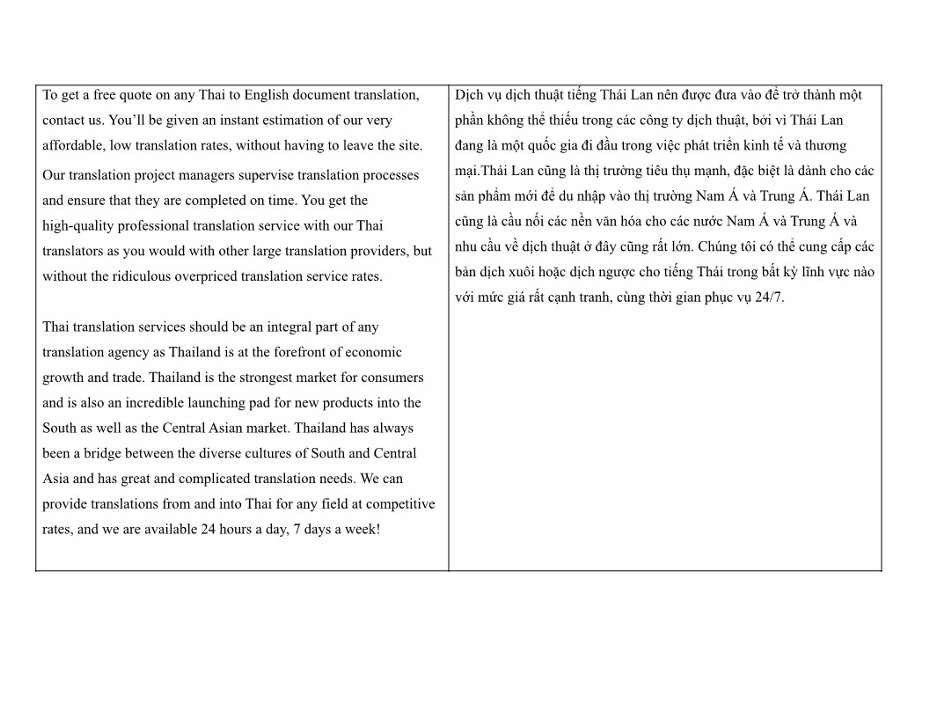 To get a free quote on any Thai to English document translation,
contact us. You’ll be given an instant estimation of our very
affordable, low translation rates, without having to leave the site.
Our translation project managers supervise translation processes
and ensure that they are completed on time. You get the
high-quality professional translation service with our Thai
translators as you would with other large translation providers, but
without the ridiculous overpriced translation service rates.
Thai translation services should be an integral part of any
translation agency as Thailand is at the forefront of economic
growth and trade. Thailand is the strongest market for consumers
and is also an incredible launching pad for new products into the
South as well as the Central Asian market. Thailand has always
been a bridge between the diverse cultures of South and Central
Asia and has great and complicated translation needs. We can
provide translations from and into Thai for any field at competitive
rates, and we are available 24 hours a day, 7 days a week!
Dịch vụ dịch thuật tiếng Thái Lan nên được đưa vào để trở thành một
phần không thể thiếu trong các công ty dịch thuật, bởi vì Thái Lan
đang là một quốc gia đi đầu trong việc phát triển kinh tế và thương
mại.Thái Lan cũng là thị trường tiêu thụ mạnh, đặc biệt là dành cho các
sản phẩm mới để du nhập vào thị trường Nam Á và Trung Á. Thái Lan
cũng là cầu nối các nền văn hóa cho các nước Nam Á và Trung Á và
nhu cầu về dịch thuật ở đây cũng rất lớn. Chúng tôi có thể cung cấp các
bản dịch xuôi hoặc dịch ngược cho tiếng Thái trong bất kỳ lĩnh vực nào
với mức giá rất cạnh tranh, cùng thời gian phục vụ 24/7.